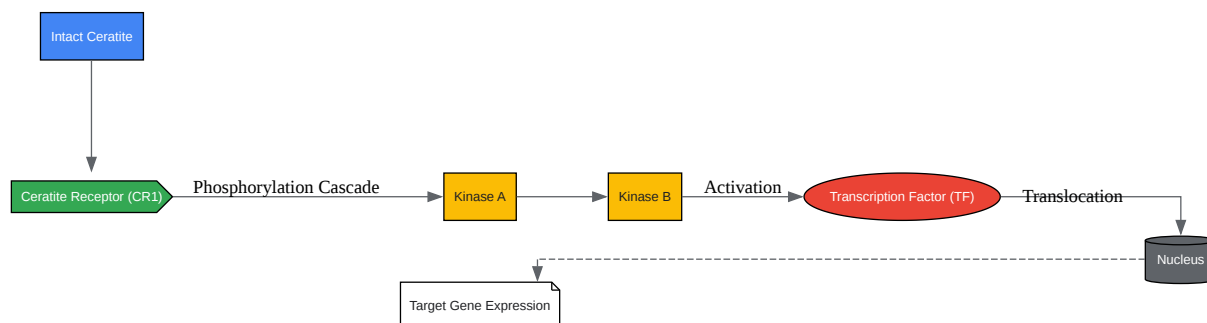 Intact Ceratite
Ceratite Receptor (CR1)
Phosphorylation Cascade
Kinase A
Kinase B
Activation
Transcription Factor (TF)
Translocation
Nucleus
Target Gene Expression